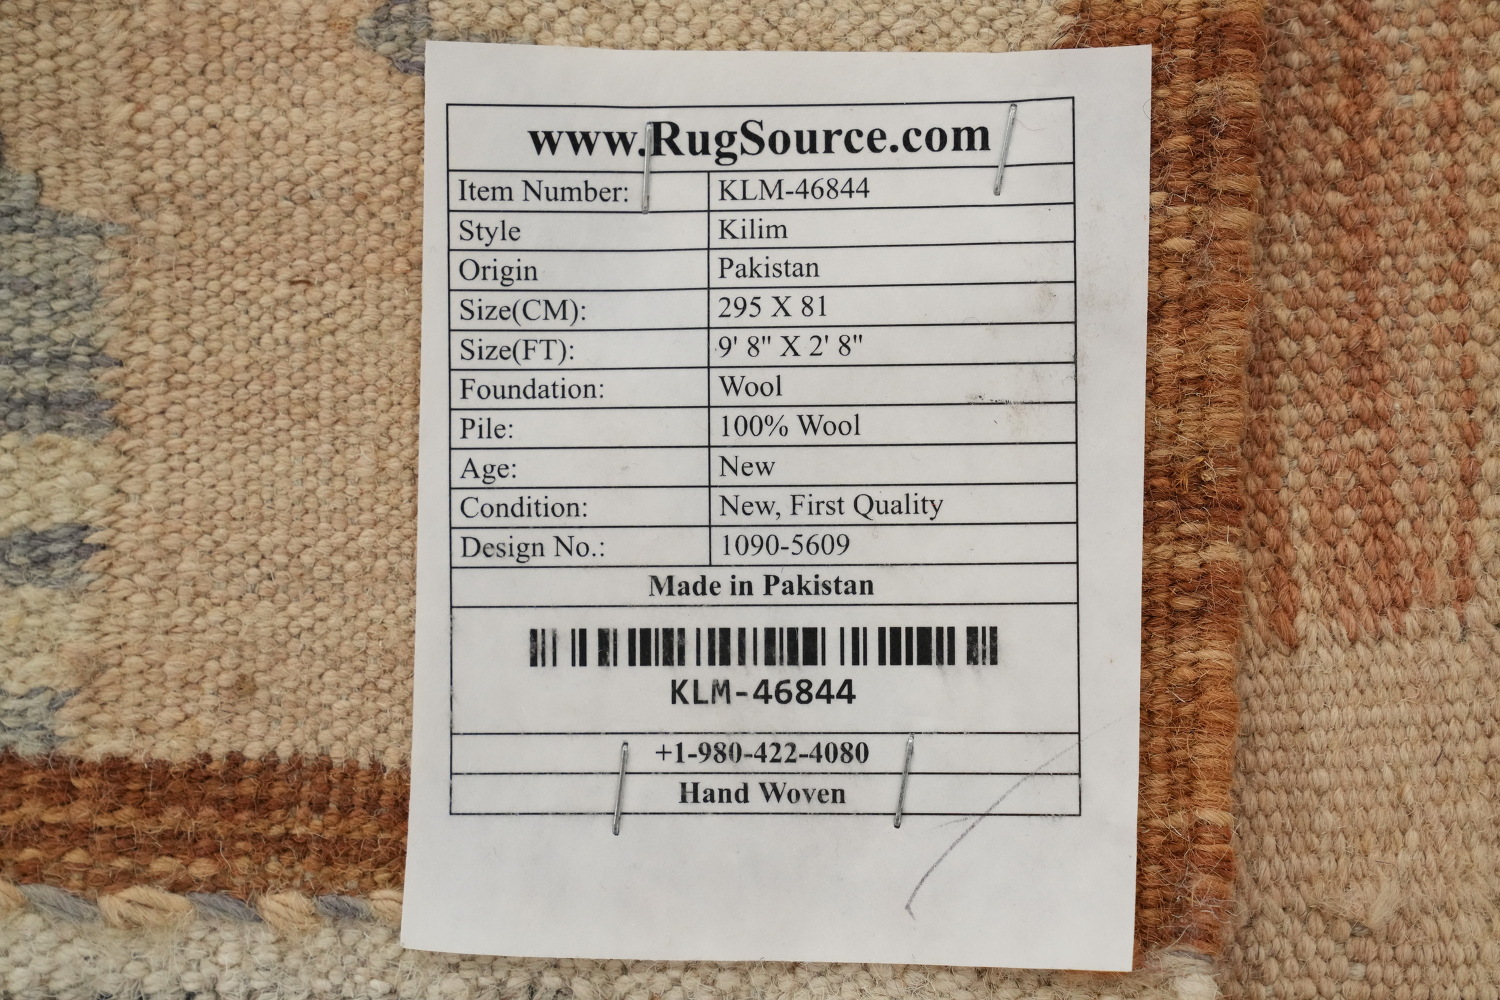 www.RugSource.com
Item Number: KLM-46844
Style Kilim
Origin Pakistan
Size(CM): 295 X 81
Size(FT): 9' 8" X 2' 8"
Foundation: Wool
Pile: 100% Wool
Age: New
Condition: New, First Quality
Design No.: 1090-5609
Made in Pakistan
KLM-46844
+1-980-422-4080
Hand Woven